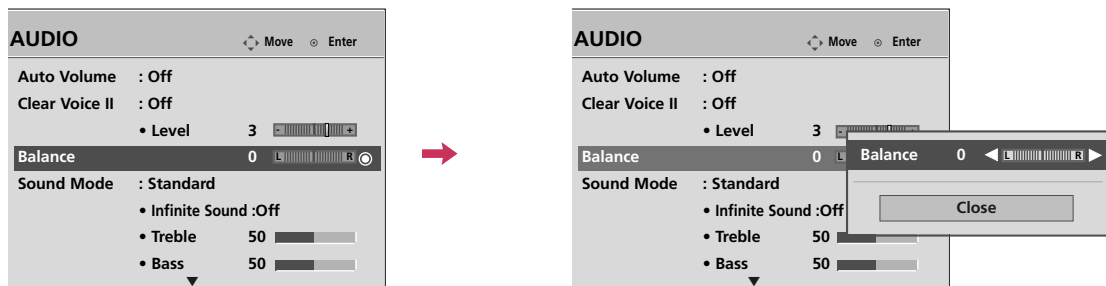 AUDIO Move Enter
Auto Volume : Off
Clear Voice II : Off
• Level 3 - +
Balance 0 L R
Sound Mode : Standard
• Infinite Sound :Off
• Treble 50
• Bass 50
AUDIO Move Enter
Auto Volume : Off
Clear Voice II : Off
• Level 3 -
Balance 0 L
Sound Mode : Standard
• Infinite Sound :Off
• Treble 50
• Bass 50
Balance 0 L R
Close